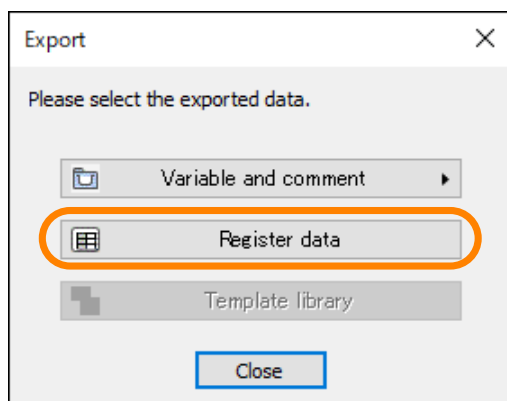 Export
Please select the exported data.
Variable and comment
Register data
Template library
Close